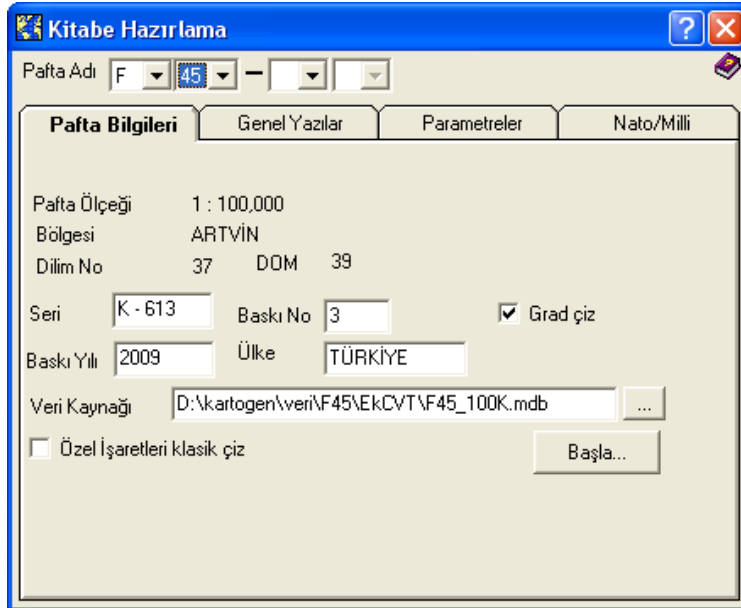 Kitabe Hazırlama
Pafta Adı F 45 –
Pafta Bilgileri Genel Yazılar Parametreler Nato/Milli
Pafta Ölçeği 1 : 100,000
Bölgesi ARTVİN
Dilim No 37 DOM 39
Seri K - 613 Baskı No 3 Grad çiz
Baskı Yılı 2009 Ülke TÜRKİYE
Veri Kaynağı D:\kartogen\veri\F45\EkCVT\F45_100K.mdb ...
Özel İşaretleri klasik çiz Başla...